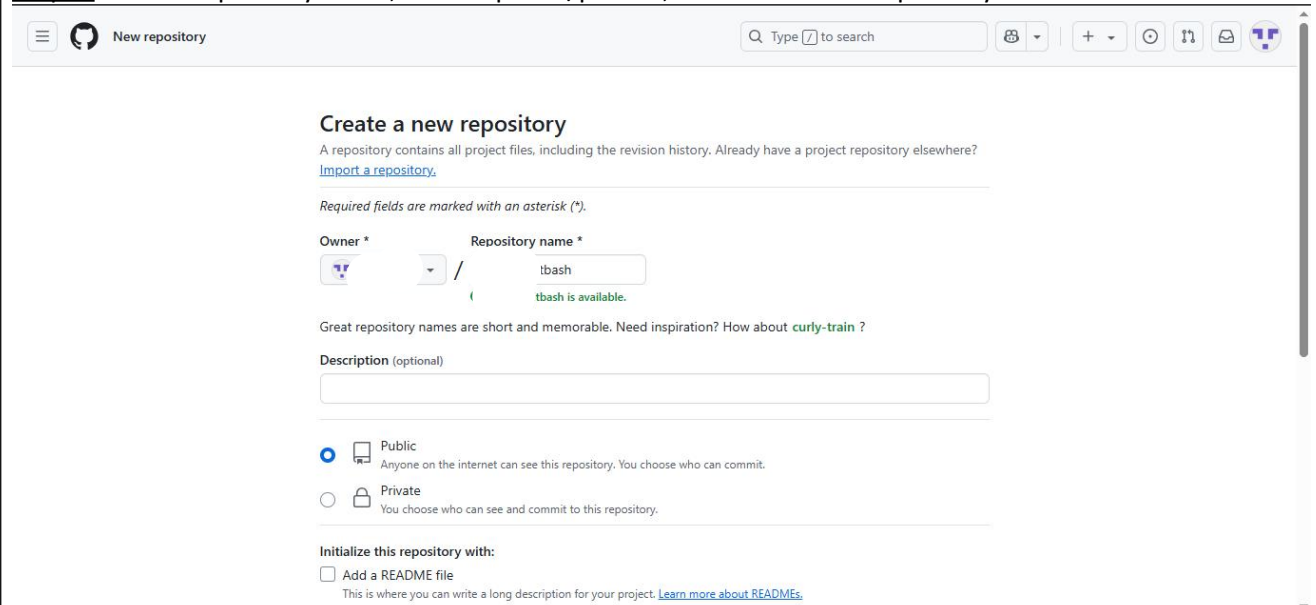 New repository
Type / to search
Create a new repository
A repository contains all project files, including the revision history. Already have a project repository elsewhere?
Import a repository.
Required fields are marked with an asterisk (*).
Owner * Repository name *
/ tbash
tbash is available.
Great repository names are short and memorable. Need inspiration? How about curly-train ?
Description (optional)
Public
Anyone on the internet can see this repository. You choose who can commit.
Private
You choose who can see and commit to this repository.
Initialize this repository with:
Add a README file
This is where you can write a long description for your project. Learn more about READMEs.